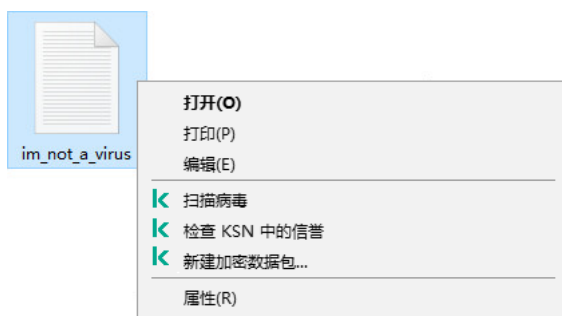 im_not_a_virus
打开(O)
打印(P)
编辑(E)
扫描病毒
检查 KSN 中的信誉
新建加密数据包...
属性(R)